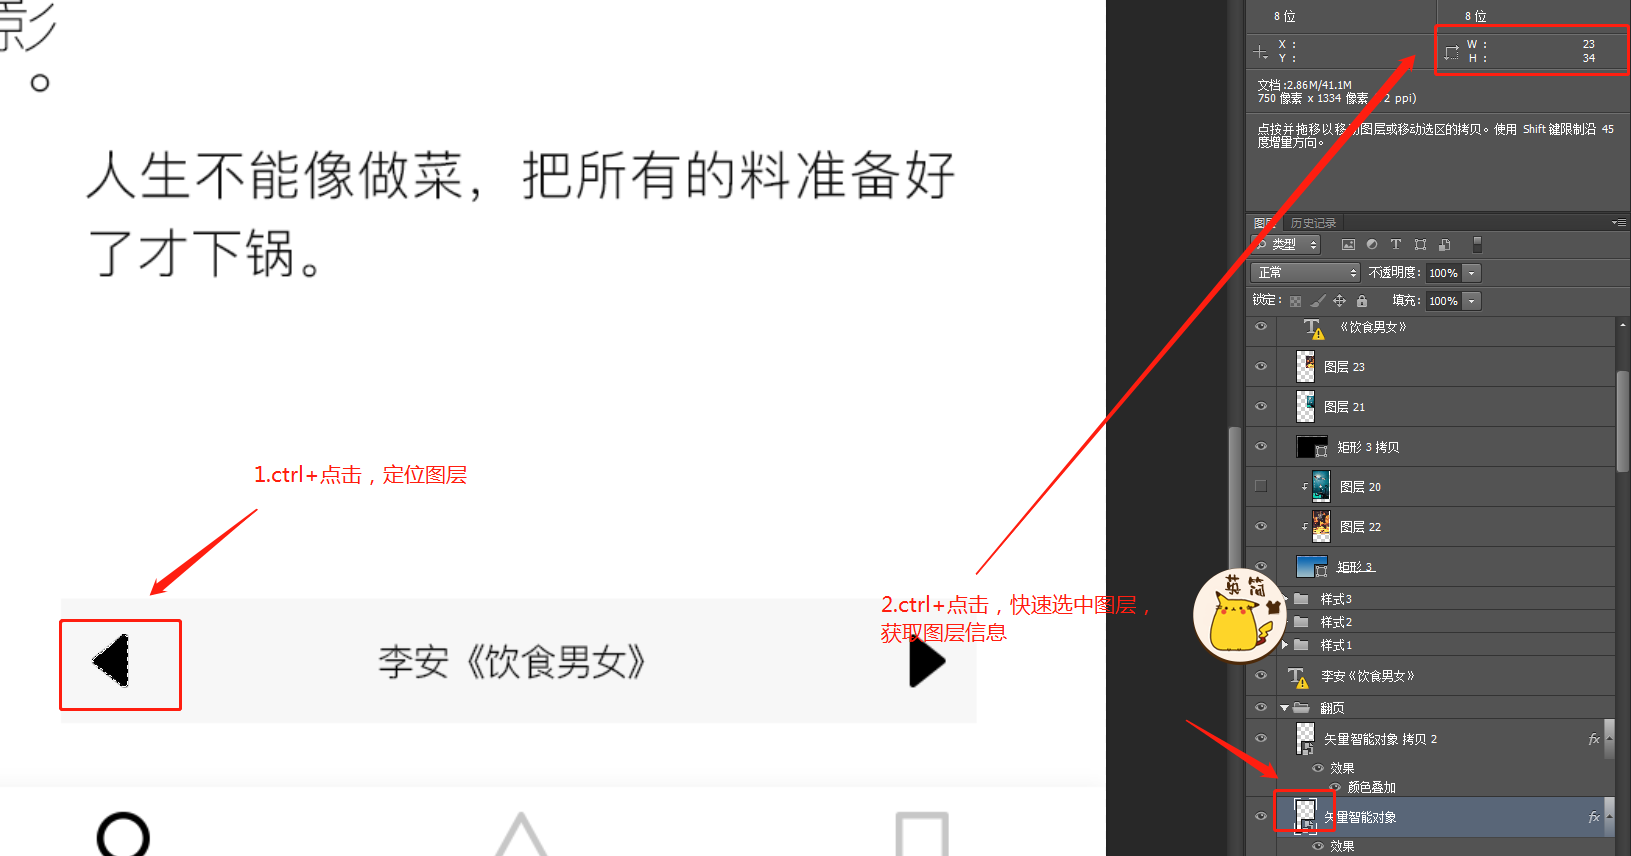 影
。
人生不能像做菜，把所有的料准备好
了才下锅。
1.ctrl+点击，定位图层
李安《饮食男女》
2.ctrl+点击，快速选中图层，
获取图层信息
8 位
8 位
X :
Y :
W : 23
H : 34
文档:2.86M/41.1M
750 像素 x 1334 像素
2 ppi)
点按并拖移以移动图层或移动选区的拷贝。使用 Shift 键限制沿 45
度增量方向。
图层
历史记录
类型
正常
不透明度: 100%
锁定:
填充: 100%
《饮食男女》
图层 23
图层 21
矩形 3 拷贝
图层 20
图层 22
矩形 3
英简
样式3
样式2
样式1
李安《饮食男女》
翻页
矢量智能对象 拷贝 2
fx
效果
颜色叠加
矢量智能对象
fx
效果